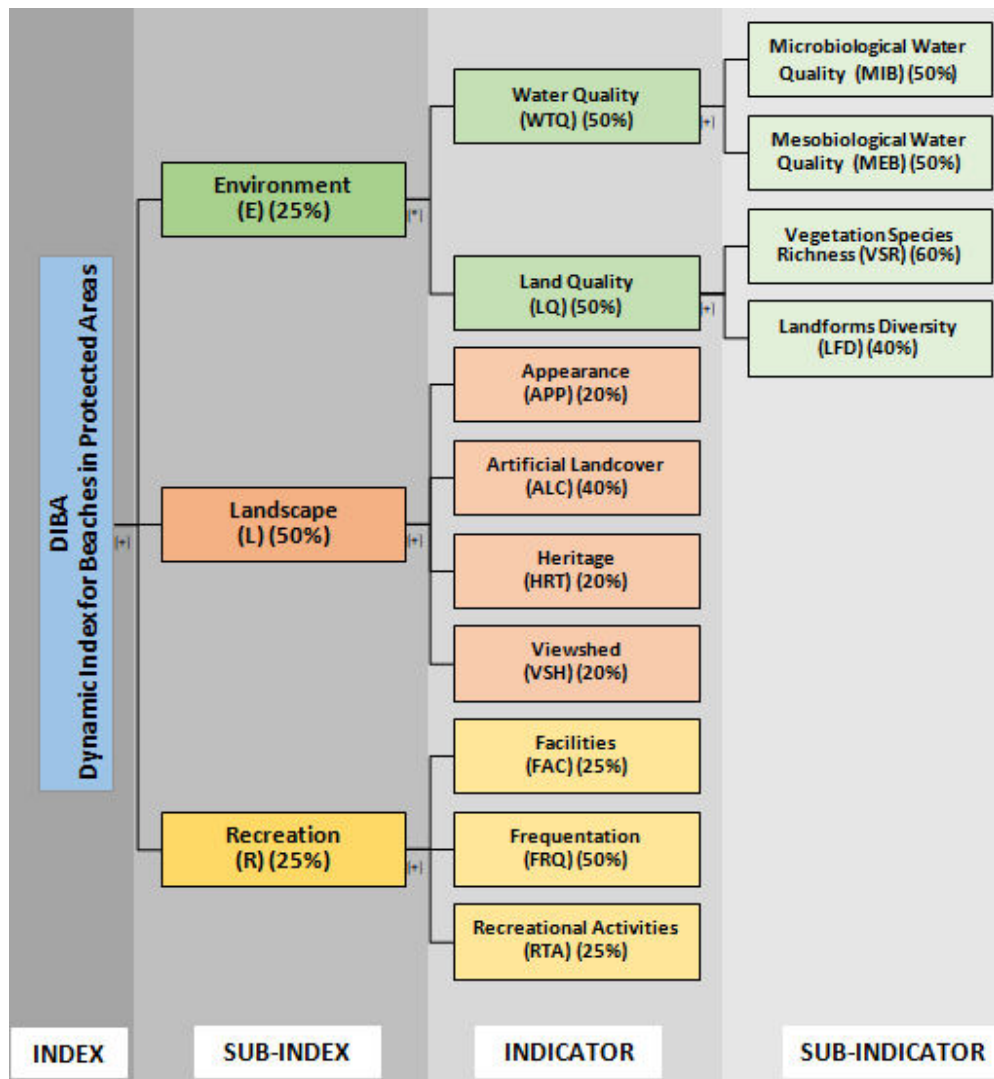 DIBA
Dynamic Index for Beaches in Protected Areas
[+]
Environment
(E) (25%)
[*]
Landscape
(L) (50%)
[+]
Recreation
(R) (25%)
[+]
Water Quality
(WTQ) (50%)
[+]
Land Quality
(LQ) (50%)
[+]
Appearance
(APP) (20%)
Artificial Landcover
(ALC) (40%)
Heritage
(HRT) (20%)
Viewshed
(VSH) (20%)
Facilities
(FAC) (25%)
Frequentation
(FRQ) (50%)
Recreational Activities
(RTA) (25%)
Microbiological Water
Quality (MIB) (50%)
Mesobiological Water
Quality (MEB) (50%)
Vegetation Species
Richness (VSR) (60%)
Landforms Diversity
(LFD) (40%)
INDEX
SUB-INDEX
INDICATOR
SUB-INDICATOR